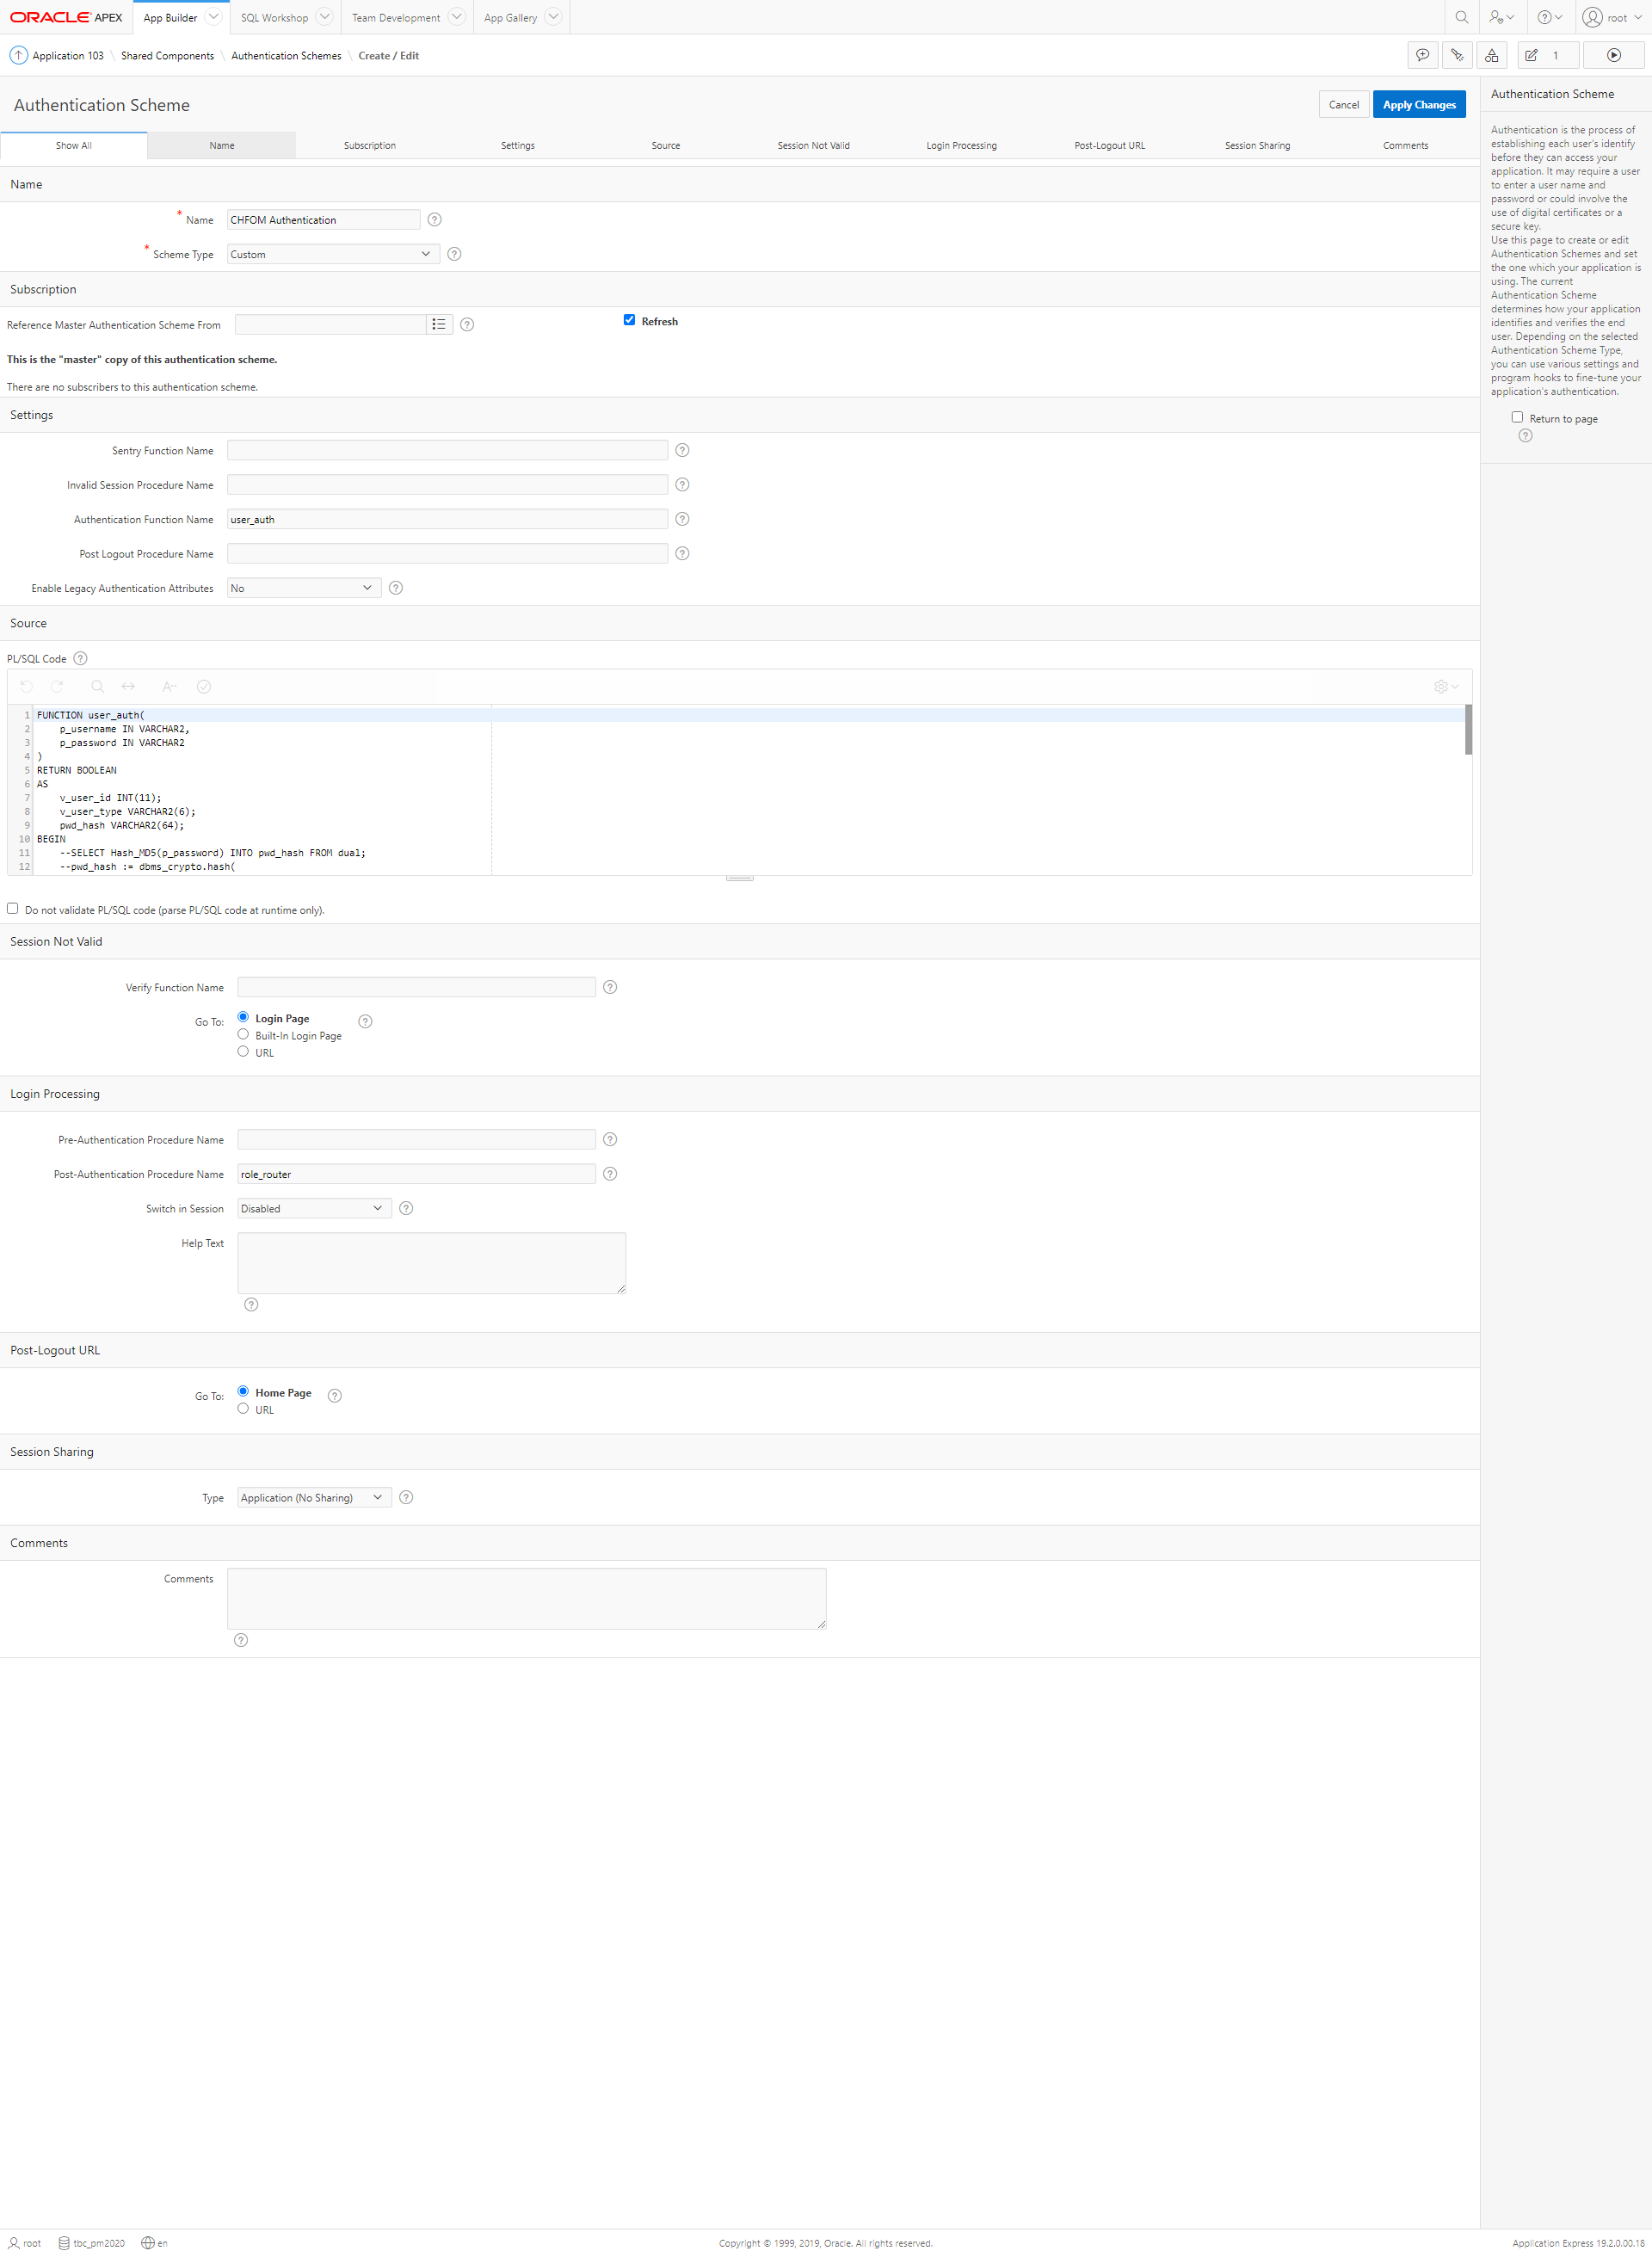 ORACLE APEX App Builder SQL Workshop Team Development App Gallery root
Application 103 \ Shared Components \ Authentication Schemes \ Create / Edit 1
Authentication Scheme Cancel Apply Changes
Show All Name Subscription Settings Source Session Not Valid Login Processing Post-Logout URL Session Sharing Comments
Name
* Name CHFOM Authentication ?
* Scheme Type Custom ?
Subscription
Reference Master Authentication Scheme From ? Refresh
This is the "master" copy of this authentication scheme.
There are no subscribers to this authentication scheme.
Settings
Sentry Function Name ?
Invalid Session Procedure Name ?
Authentication Function Name user_auth ?
Post Logout Procedure Name ?
Enable Legacy Authentication Attributes No ?
Source
PL/SQL Code ?
1 FUNCTION user_auth(
2 p_username IN VARCHAR2,
3 p_password IN VARCHAR2
4 )
5 RETURN BOOLEAN
6 AS
7 v_user_id INT(11);
8 v_user_type VARCHAR2(6);
9 pwd_hash VARCHAR2(64);
10 BEGIN
11 --SELECT Hash_MD5(p_password) INTO pwd_hash FROM dual;
12 --pwd_hash := dbms_crypto.hash(
Do not validate PL/SQL code (parse PL/SQL code at runtime only).
Session Not Valid
Verify Function Name ?
Go To: Login Page ?
Built-In Login Page
URL
Login Processing
Pre-Authentication Procedure Name ?
Post-Authentication Procedure Name role_router ?
Switch in Session Disabled ?
Help Text
?
Post-Logout URL
Go To: Home Page ?
URL
Session Sharing
Type Application (No Sharing) ?
Comments
Comments
?
Authentication Scheme
Authentication is the process of
establishing each user's identify
before they can access your
application. It may require a user
to enter a user name and
password or could involve the
use of digital certificates or a
secure key.
Use this page to create or edit
Authentication Schemes and set
the one which your application is
using. The current
Authentication Scheme
determines how your application
identifies and verifies the end
user. Depending on the selected
Authentication Scheme Type,
you can use various settings and
program hooks to fine-tune your
application's authentication.
Return to page
?
root tbc_pm2020 en Copyright © 1999, 2019, Oracle. All rights reserved. Application Express 19.2.0.00.18